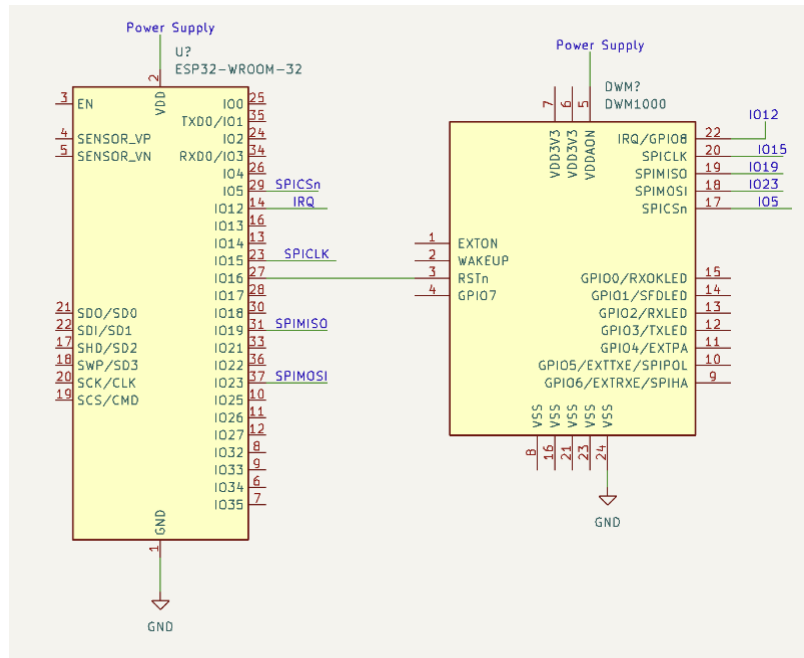 Power Supply
U?
ESP32-WROOM-32
2
VDD
3 EN
4 SENSOR_VP
5 SENSOR_VN
21 SDO/SD0
22 SDI/SD1
17 SHD/SD2
18 SWP/SD3
20 SCK/CLK
19 SCS/CMD
IO0 25
TXD0/IO1 35
IO2 24
RXD0/IO3 34
IO4 26
IO5 29 SPICSn
IO12 14 IRQ
IO13 16
IO14 13
IO15 23 SPICLK
IO16 27
IO17 28
IO18 30
IO19 31 SPIMISO
IO21 33
IO22 36
IO23 37 SPIMOSI
IO25 10
IO26 11
IO27 12
IO32 8
IO33 9
IO34 6
IO35 7
GND
1
GND
Power Supply
DWM?
DWM1000
7 6 5
VDD3V3 VDD3V3 VDDAON
IRQ/GPIO8 22 IO12
SPICLK 20 IO15
SPIMISO 19 IO19
SPIMOSI 18 IO23
SPICSn 17 IO5
1 EXTON
2 WAKEUP
3 RSTn
4 GPIO7
GPIO0/RXOKLED 15
GPIO1/SFDLED 14
GPIO2/RXLED 13
GPIO3/TXLED 12
GPIO4/EXTPA 11
GPIO5/EXTTXE/SPIPOL 10
GPIO6/EXTRXE/SPIHA 9
VSS VSS VSS VSS VSS
8 16 21 23 24
GND